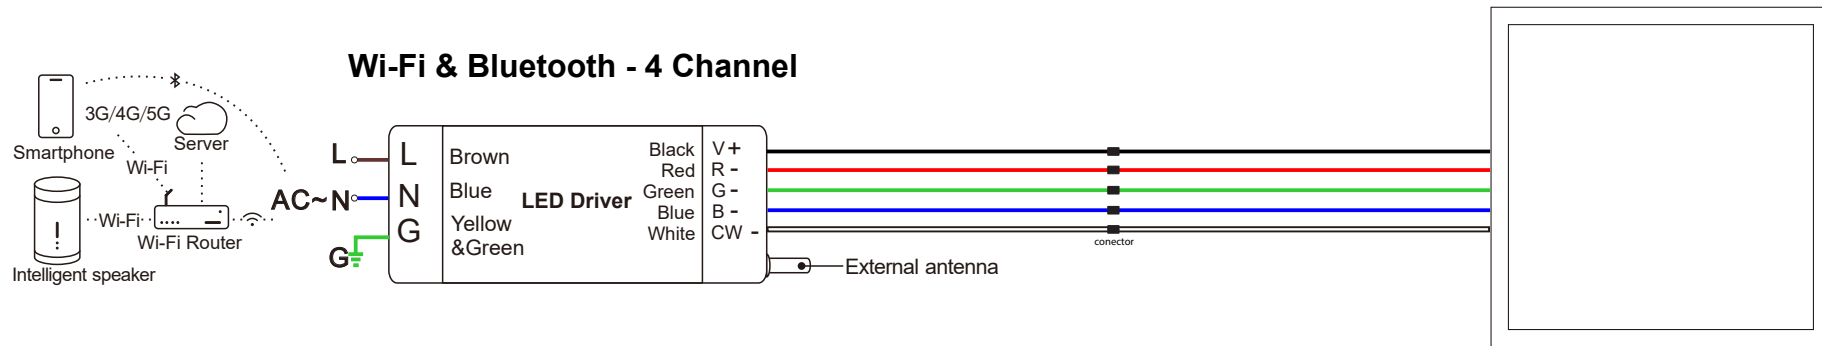 Wi-Fi & Bluetooth - 4 Channel
3G/4G/5G
Smartphone
Server
Wi-Fi
Wi-Fi
Wi-Fi Router
Intelligent speaker
AC~
L
N
G
L
N
G
Brown
Blue
Yellow
&Green
LED Driver
Black V+
Red R -
Green G -
Blue B -
White CW -
conector
External antenna